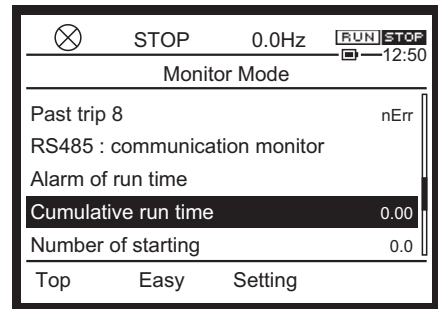 STOP 0.0Hz RUN STOP
12:50
Monitor Mode
Past trip 8 nErr
RS485 : communication monitor
Alarm of run time
Cumulative run time 0.00
Number of starting 0.0
Top Easy Setting